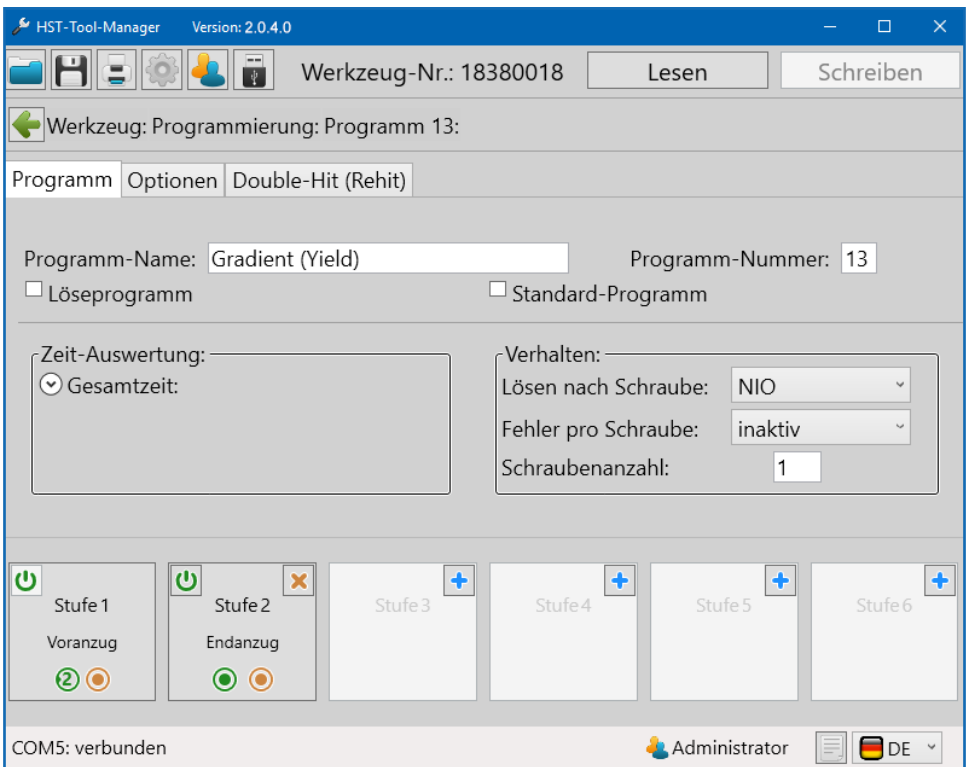 HST-Tool-Manager Version: 2.0.4.0
Werkzeug-Nr.: 18380018 Lesen Schreiben
Werkzeug: Programmierung: Programm 13:
Programm Optionen Double-Hit (Rehit)
Programm-Name: Gradient (Yield) Programm-Nummer: 13
Löseprogramm Standard-Programm
Zeit-Auswertung: Verhalten:
Gesamtzeit: Lösen nach Schraube: NIO
Fehler pro Schraube: inaktiv
Schraubenanzahl: 1
Stufe 1 Stufe 2 Stufe 3 Stufe 4 Stufe 5 Stufe 6
Voranzug Endanzug
2
COM5: verbunden Administrator DE